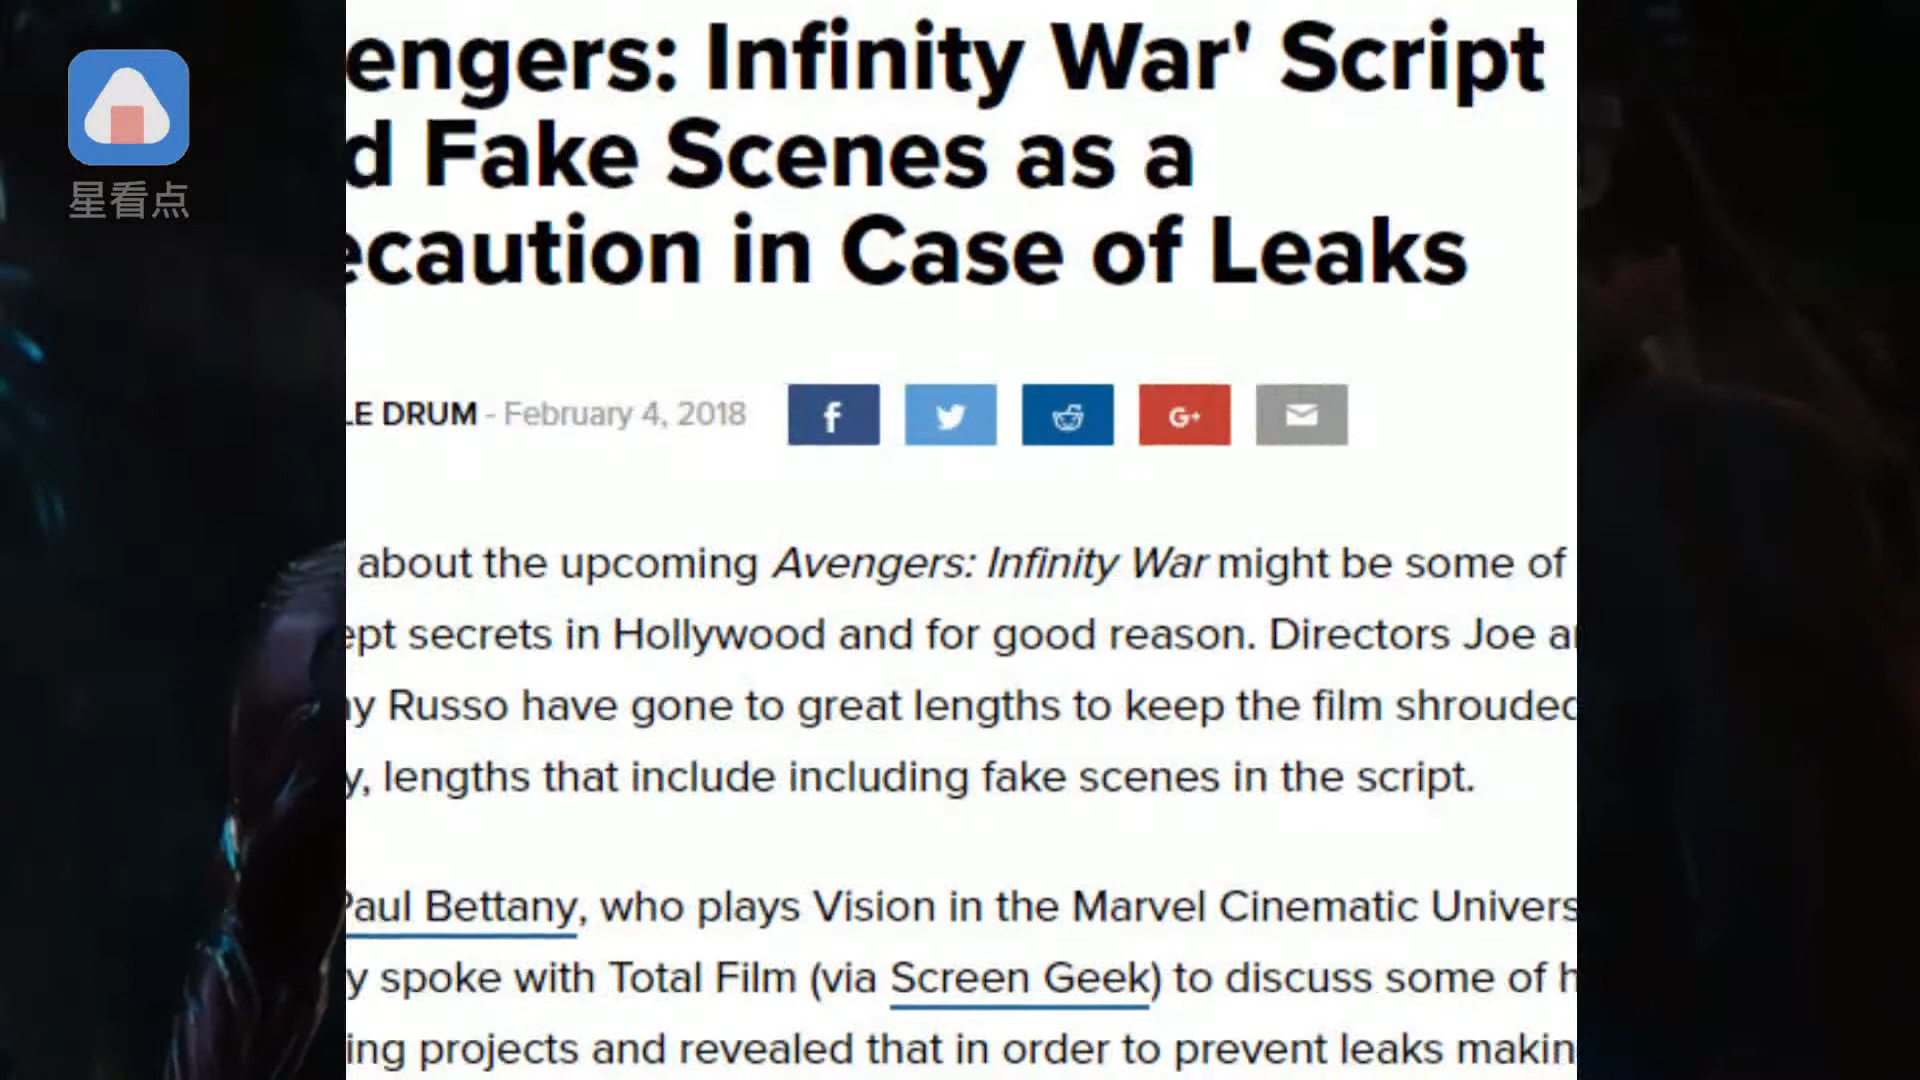 星看点
engers: Infinity War' Script
d Fake Scenes as a
ecaution in Case of Leaks
LE DRUM - February 4, 2018
f
G+
about the upcoming Avengers: Infinity War might be some of
ept secrets in Hollywood and for good reason. Directors Joe a
ny Russo have gone to great lengths to keep the film shrouded
y, lengths that include including fake scenes in the script.
Paul Bettany, who plays Vision in the Marvel Cinematic Univers
y spoke with Total Film (via Screen Geek) to discuss some of h
ing projects and revealed that in order to prevent leaks makin